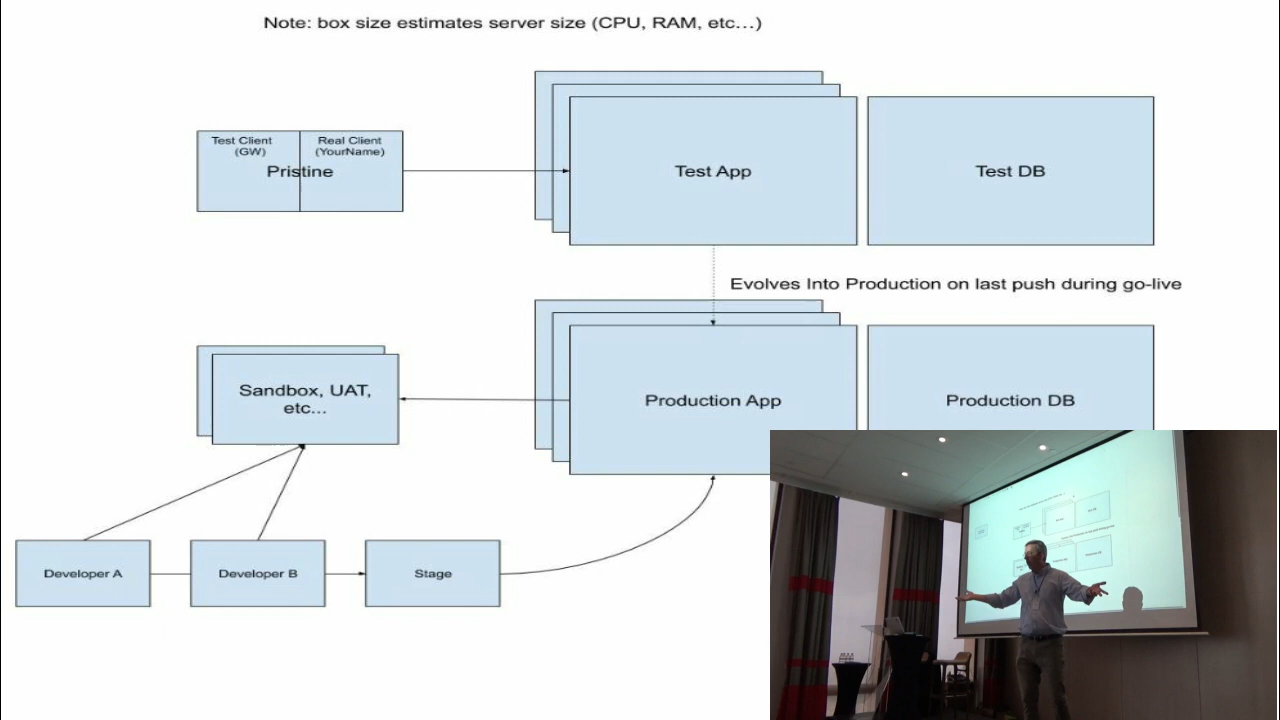 Note: box size estimates server size (CPU, RAM, etc...)
Test Client
(GW)
Real Client
(YourName)
Pristine
Test App
Test DB
Evolves Into Production on last push during go-live
Sandbox, UAT,
etc...
Production App
Production DB
Developer A
Developer B
Stage